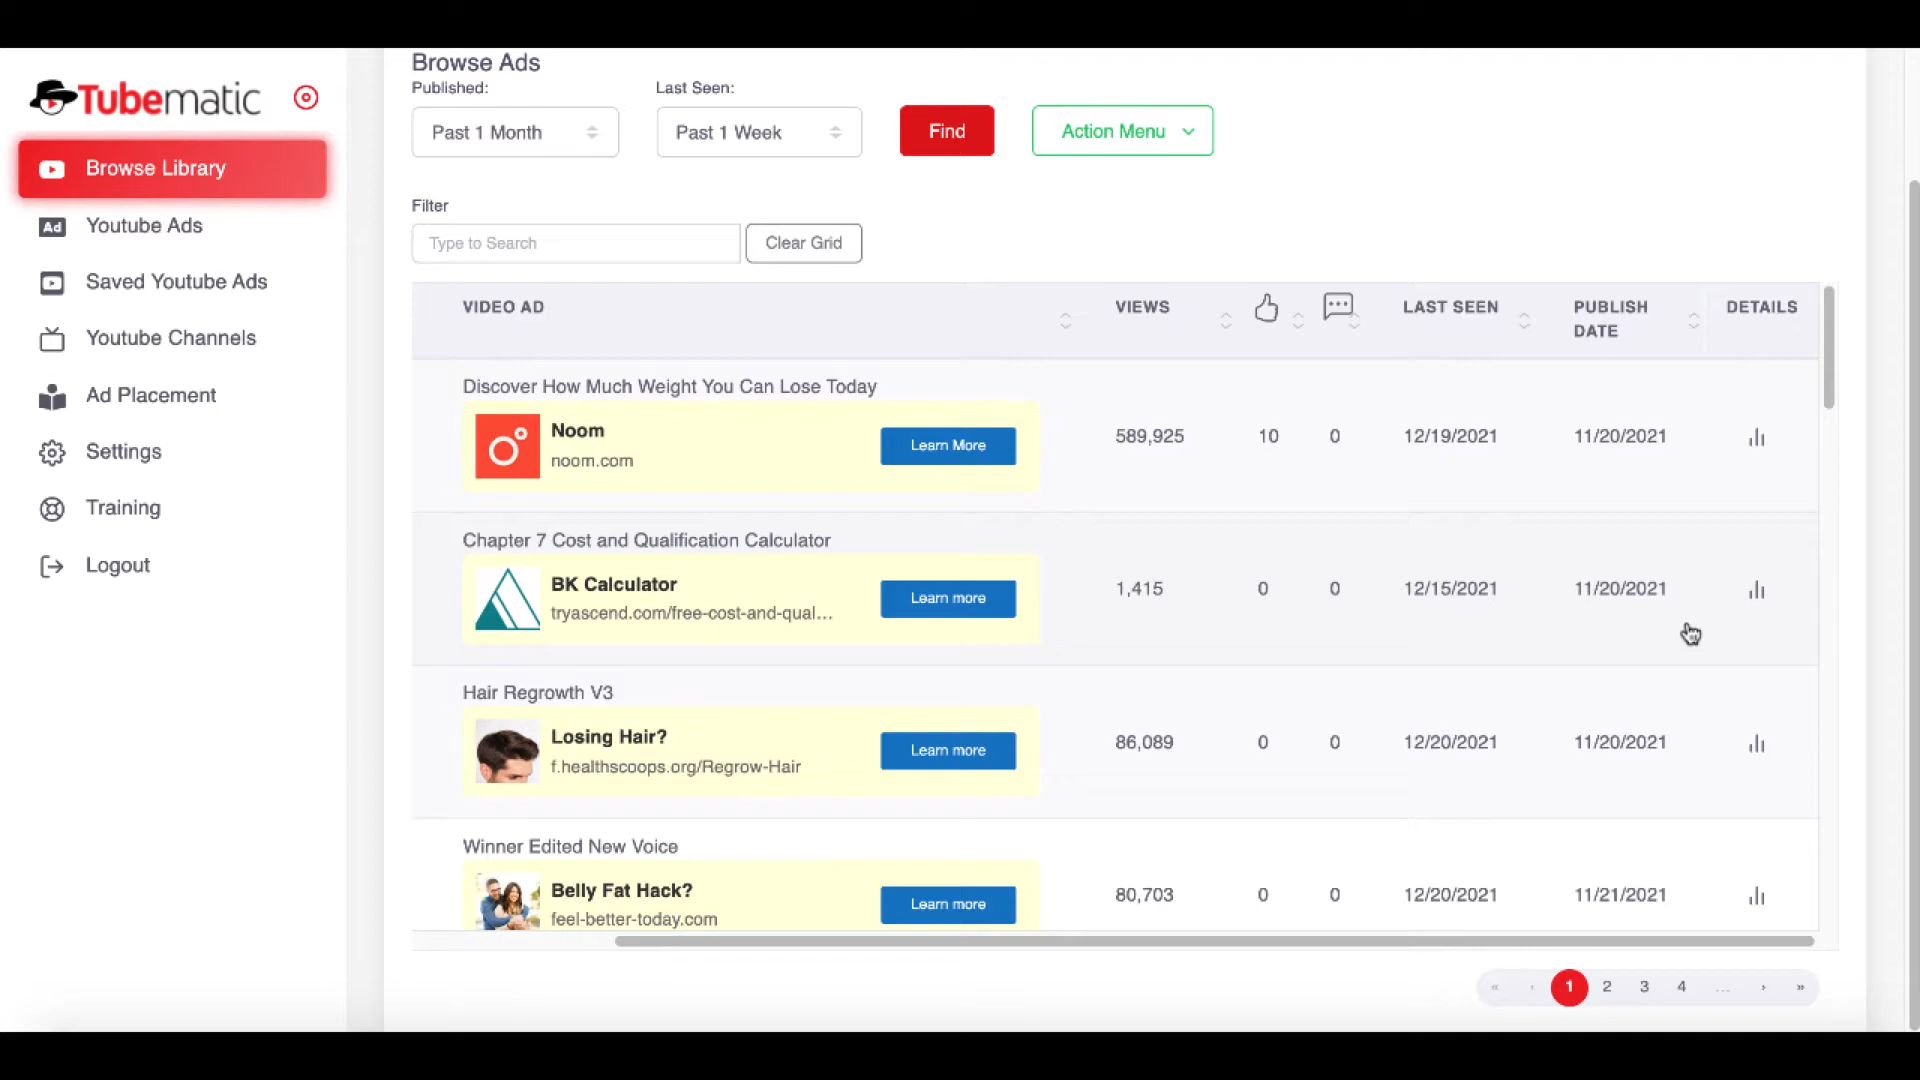 Tubematic
Browse Library
Ad Youtube Ads
Saved Youtube Ads
Youtube Channels
Ad Placement
Settings
Training
Logout
Browse Ads
Published: Last Seen:
Past 1 Month Past 1 Week Find Action Menu
Filter
Type to Search Clear Grid
VIDEO AD VIEWS LAST SEEN PUBLISH DATE DETAILS
Discover How Much Weight You Can Lose Today
Noom
noom.com
Learn More
589,925 10 0 12/19/2021 11/20/2021
Chapter 7 Cost and Qualification Calculator
BK Calculator
tryascend.com/free-cost-and-qual...
Learn more
1,415 0 0 12/15/2021 11/20/2021
Hair Regrowth V3
Losing Hair?
f.healthscoops.org/Regrow-Hair
Learn more
86,089 0 0 12/20/2021 11/20/2021
Winner Edited New Voice
Belly Fat Hack?
feel-better-today.com
Learn more
80,703 0 0 12/20/2021 11/21/2021
« ‹ 1 2 3 4 ... › »